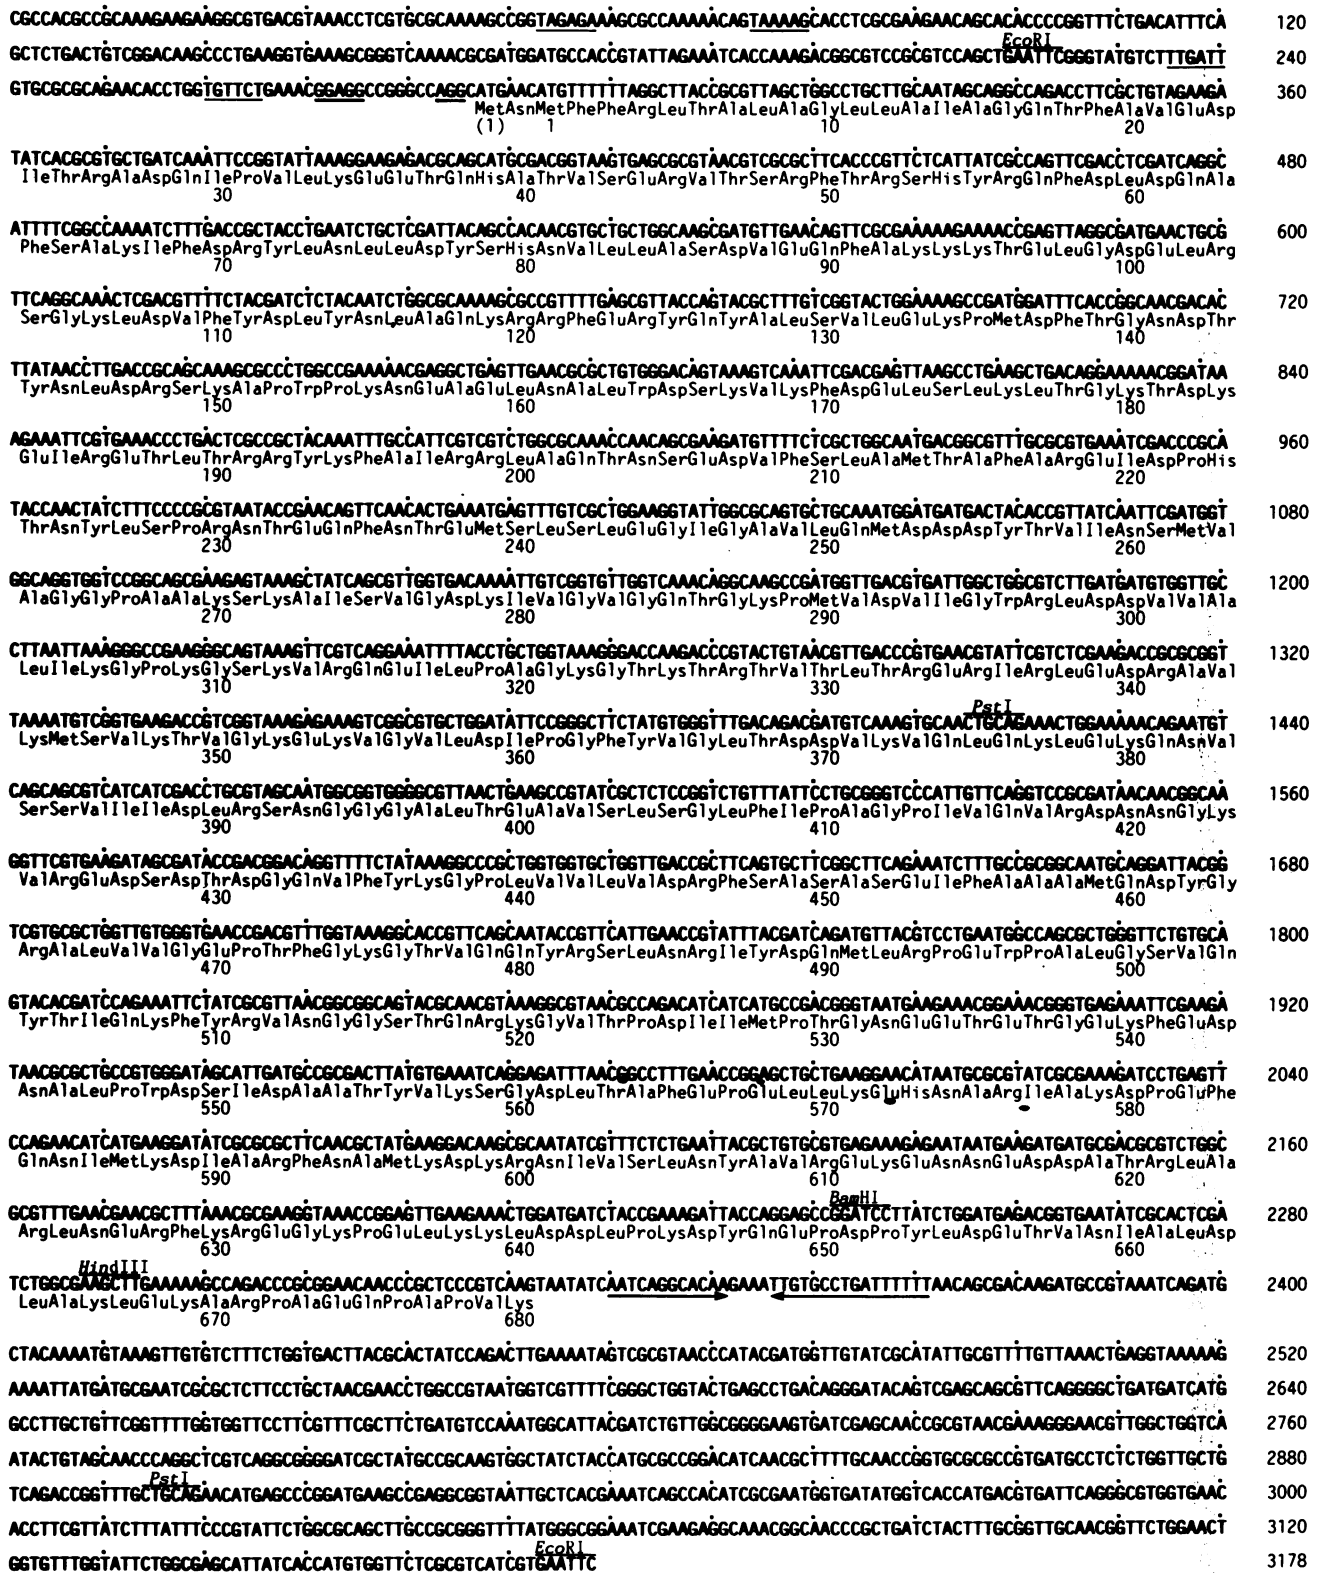 CGCCACGCCGCAAAGAAGAAGGCGTGACGTAAACCTCGTGCGCAAAAGCCGGTAGAGAAAGCGCCAAAAACAGTAAAAGCACCTCGCGAAGAACAGCACACCCCGGTTTCTGACATTTCA 120
EcoRI
GCTCTGACTGTCGGACAAGCCCTGAAGGTGAAAGCGGGTCAAAACGCGATGGATGCCACCGTATTAGAAATCACCAAAGACGGCGTCCGCGTCCAGCTGAATTCGGGTATGTCTTTGATT 240
GTGCGCGCAGAACACCTGGTGTTCTGAAACGGAGGCCGGGCCAGGCATGAACATGTTTTTTAGGCTTACCGCGTTAGCTGGCCTGCTTGCAATAGCAGGCCAGACCTTCGCTGTAGAAGA 360
MetAsnMetPhePheArgLeuThrAlaLeuAlaGlyLeuLeuAlaIleAlaGlyGlnThrPheAlaValGluAsp
(1) 1 10 20
TATCACGCGTGCTGATCAAATTCCGGTATTAAAGGAAGAGACGCAGCATGCGACGGTAAGTGAGCGCGTAACGTCGCGCTTCACCCGTTCTCATTATCGCCAGTTCGACCTCGATCAGGC 480
IleThrArgAlaAspGlnIleProValLeuLysGluGluThrGlnHisAlaThrValSerGluArgValThrSerArgPheThrArgSerHisTyrArgGlnPheAspLeuAspGlnAla
30 40 50 60
ATTTTCGGCCAAAATCTTTGACCGCTACCTGAATCTGCTCGATTACAGCCACAACGTGCTGCTGGCAAGCGATGTTGAACAGTTCGCGAAAAAGAAAACCGAGTTAGGCGATGAACTGCG 600
PheSerAlaLysIlePheAspArgTyrLeuAsnLeuLeuAspTyrSerHisAsnValLeuLeuAlaSerAspValGluGlnPheAlaLysLysLysThrGluLeuGlyAspGluLeuArg
70 80 90 100
TTCAGGCAAACTCGACGTTTTCTACGATCTCTACAATCTGGCGCAAAAGCGCCGTTTTGAGCGTTACCAGTACGCTTTGTCGGTACTGGAAAAGCCGATGGATTTCACCGGCAACGACAC 720
SerGlyLysLeuAspValPheTyrAspLeuTyrAsnLeuAlaGlnLysArgArgPheGluArgTyrGlnTyrAlaLeuSerValLeuGluLysProMetAspPheThrGlyAsnAspThr
110 120 130 140
TTATAACCTTGACCGCAGCAAAGCGCCCTGGCCGAAAAACGAGGCTGAGTTGAACGCGCTGTGGGACAGTAAAGTCAAATTCGACGAGTTAAGCCTGAAGCTGACAGGAAAAACGGATAA 840
TyrAsnLeuAspArgSerLysAlaProTrpProLysAsnGluAlaGluLeuAsnAlaLeuTrpAspSerLysValLysPheAspGluLeuSerLeuLysLeuThrGlyLysThrAspLys
150 160 170 180
AGAAATTCGTGAAACCCTGACTCGCCGCTACAAATTTGCCATTCGTCGTCTGGCGCAAACCAACAGCGAAGATGTTTTCTCGCTGGCAATGACGGCGTTTGCGCGTGAAATCGACCCGCA 960
GluIleArgGluThrLeuThrArgArgTyrLysPheAlaIleArgArgLeuAlaGlnThrAsnSerGluAspValPheSerLeuAlaMetThrAlaPheAlaArgGluIleAspProHis
190 200 210 220
TACCAACTATCTTTCCCCGCGTAATACCGAACAGTTCAACACTGAAATGAGTTTGTCGCTGGAAGGTATTGGCGCAGTGCTGCAAATGGATGATGACTACACCGTTATCAATTCGATGGT 1080
ThrAsnTyrLeuSerProArgAsnThrGluGlnPheAsnThrGluMetSerLeuSerLeuGluGlyIleGlyAlaValLeuGlnMetAspAspAspTyrThrValIleAsnSerMetVal
230 240 250 260
GGCAGGTGGTCCGGCAGCGAAGAGTAAAGCTATCAGCGTTGGTGACAAAATTGTCGGTGTTGGTCAAACAGGCAAGCCGATGGTTGACGTGATTGGCTGGCGTCTTGATGATGTGGTTGC 1200
AlaGlyGlyProAlaAlaLysSerLysAlaIleSerValGlyAspLysIleValGlyValGlyGlnThrGlyLysProMetValAspValIleGlyTrpArgLeuAspAspValValAla
270 280 290 300
CTTAATTAAAGGGCCGAAGGGCAGTAAAGTTCGTCAGGAAATTTTACCTGCTGGTAAAGGGACCAAGACCCGTACTGTAACGTTGACCCGTGAACGTATTCGTCTCGAAGACCGCGCGGT 1320
LeuIleLysGlyProLysGlySerLysValArgGlnGluIleLeuProAlaGlyLysGlyThrLysThrArgThrValThrLeuThrArgGluArgIleArgLeuGluAspArgAlaVal
310 320 330 340
PstI
TAAAATGTCGGTGAAGACCGTCGGTAAAGAGAAAGTCGGCGTGCTGGATATTCCGGGCTTCTATGTGGGTTTGACAGACGATGTCAAAGTGCAACTGCAGAAACTGGAAAAACAGAATGT 1440
LysMetSerValLysThrValGlyLysGluLysValGlyValLeuAspIleProGlyPheTyrValGlyLeuThrAspAspValLysValGlnLeuGlnLysLeuGluLysGlnAsnVal
350 360 370 380
CAGCAGCGTCATCATCGACCTGCGTAGCAATGGCGGTGGGGCGTTAACTGAAGCCGTATCGCTCTCCGGTCTGTTTATTCCTGCGGGTCCCATTGTTCAGGTCCGCGATAACAACGGCAA 1560
SerSerValIleIleAspLeuArgSerAsnGlyGlyGlyAlaLeuThrGluAlaValSerLeuSerGlyLeuPheIleProAlaGlyProIleValGlnValArgAspAsnAsnGlyLys
390 400 410 420
GGTTCGTGAAGATAGCGATACCGACGGACAGGTTTTCTATAAAGGCCCGCTGGTGGTGCTGGTTGACCGCTTCAGTGCTTCGGCTTCAGAAATCTTTGCCGCGGCAATGCAGGATTACGG 1680
ValArgGluAspSerAspThrAspGlyGlnValPheTyrLysGlyProLeuValValLeuValAspArgPheSerAlaSerAlaSerGluIlePheAlaAlaAlaMetGlnAspTyrGly
430 440 450 460
TCGTGCGCTGGTTGTGGGTGAACCGACGTTTGGTAAAGGCACCGTTCAGCAATACCGTTCATTGAACCGTATTTACGATCAGATGTTACGTCCTGAATGGCCAGCGCTGGGTTCTGTGCA 1800
ArgAlaLeuValValGlyGluProThrPheGlyLysGlyThrValGlnGlnTyrArgSerLeuAsnArgIleTyrAspGlnMetLeuArgProGluTrpProAlaLeuGlySerValGln
470 480 490 500
GTACACGATCCAGAAATTCTATCGCGTTAACGGCGGCAGTACGCAACGTAAAGGCGTAACGCCAGACATCATCATGCCGACGGGTAATGAAGAAACGGAAACGGGTGAGAAATTCGAAGA 1920
TyrThrIleGlnLysPheTyrArgValAsnGlyGlySerThrGlnArgLysGlyValThrProAspIleIleMetProThrGlyAsnGluGluThrGluThrGlyGluLysPheGluAsp
510 520 530 540
TAACGCGCTGCCGTGGGATAGCATTGATGCCGCGACTTATGTGAAATCAGGAGATTTAACGGCCTTTGAACCGGAGCTGCTGAAGGAACATAATGCGCGTATCGCGAAAGATCCTGAGTT 2040
AsnAlaLeuProTrpAspSerIleAspAlaAlaThrTyrValLysSerGlyAspLeuThrAlaPheGluProGluLeuLeuLysGluHisAsnAlaArgIleAlaLysAspProGluPhe
550 560 570 580
CCAGAACATCATGAAGGATATCGCGCGCTTCAACGCTATGAAGGACAAGCGCAATATCGTTTCTCTGAATTACGCTGTGCGTGAGAAAGAGAATAATGAAGATGATGCGACGCGTCTGGC 2160
GlnAsnIleMetLysAspIleAlaArgPheAsnAlaMetLysAspLysArgAsnIleValSerLeuAsnTyrAlaValArgGluLysGluAsnAsnGluAspAspAlaThrArgLeuAla
590 600 610 620
BamHI
GCGTTTGAACGAACGCTTTAAACGCGAAGGTAAACCGGAGTTGAAGAAACTGGATGATCTACCGAAAGATTACCAGGAGCCGGATCCTTATCTGGATGAGACGGTGAATATCGCACTCGA 2280
ArgLeuAsnGluArgPheLysArgGluGlyLysProGluLeuLysLysLeuAspAspLeuProLysAspTyrGlnGluProAspProTyrLeuAspGluThrValAsnIleAlaLeuAsp
630 640 650 660
HindIII
TCTGGCGAAGCTTGAAAAAGCCAGACCCGCGGAACAACCCGCTCCCGTCAAGTAATATCAATCAGGCACAAGAAATTGTGCCTGATTTTTTAACAGCGACAAGATGCCGTAAATCAGATG 2400
LeuAlaLysLeuGluLysAlaArgProAlaGluGlnProAlaProValLys
670 680
CTACAAAATGTAAAGTTGTGTCTTTCTGGTGACTTACGCACTATCCAGACTTGAAAATAGTCGCGTAACCCATACGATGGTTGTATCGCATATTGCGTTTTGTTAAACTGAGGTAAAAAG 2520
AAAATTATGATGCGAATCGCGCTCTTCCTGCTAACGAACCTGGCCGTAATGGTCGTTTTCGGGCTGGTACTGAGCCTGACAGGGATACAGTCGAGCAGCGTTCAGGGGCTGATGATCATG 2640
GCCTTGCTGTTCGGTTTTGGTGGTTCCTTCGTTTCGCTTCTGATGTCCAAATGGCATTACGATCTGTTGGCGGGGAAGTGATCGAGCAACCGCGTAACGAAAGGGAACGTTGGCTGGTCA 2760
ATACTGTAGCAACCCAGGCTCGTCAGGCGGGGATCGCTATGCCGCAAGTGGCTATCTACCATGCGCCGGACATCAACGCTTTTGCAACCGGTGCGCGCCGTGATGCCTCTCTGGTTGCTG 2880
PstI
TCAGACCGGTTTGCTGCAGAACATGAGCCCGGATGAAGCCGAGGCGGTAATTGCTCACGAAATCAGCCACATCGCGAATGGTGATATGGTCACCATGACGTGATTCAGGGCGTGGTGAAC 3000
ACCTTCGTTATCTTTATTTCCCGTATTCTGGCGCAGCTTGCCGCGGGTTTTATGGGCGGAAATCGAAGAGGCAAACGGCAACCCGCTGATCTACTTTGCGGTTGCAACGGTTCTGGAACT 3120
EcoRI
GGTGTTTGGTATTCTGGCGAGCATTATCACCATGTGGTTCTCGCGTCATCGTGAATTC 3178